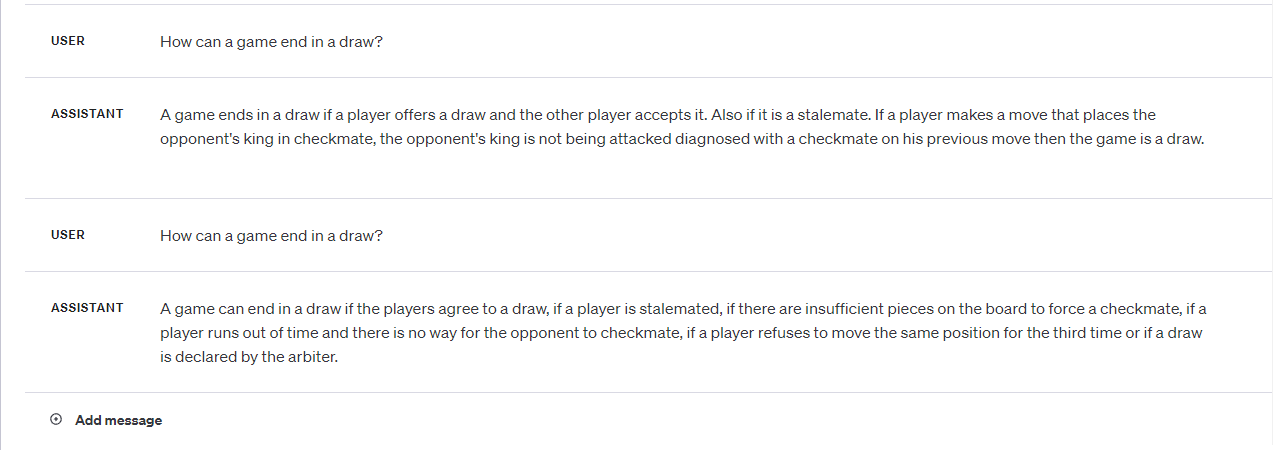 USER How can a game end in a draw?
ASSISTANT A game ends in a draw if a player offers a draw and the other player accepts it. Also if it is a stalemate. If a player makes a move that places the
opponent's king in checkmate, the opponent's king is not being attacked diagnosed with a checkmate on his previous move then the game is a draw.
USER How can a game end in a draw?
ASSISTANT A game can end in a draw if the players agree to a draw, if a player is stalemated, if there are insufficient pieces on the board to force a checkmate, if a
player runs out of time and there is no way for the opponent to checkmate, if a player refuses to move the same position for the third time or if a draw
is declared by the arbiter.
Add message